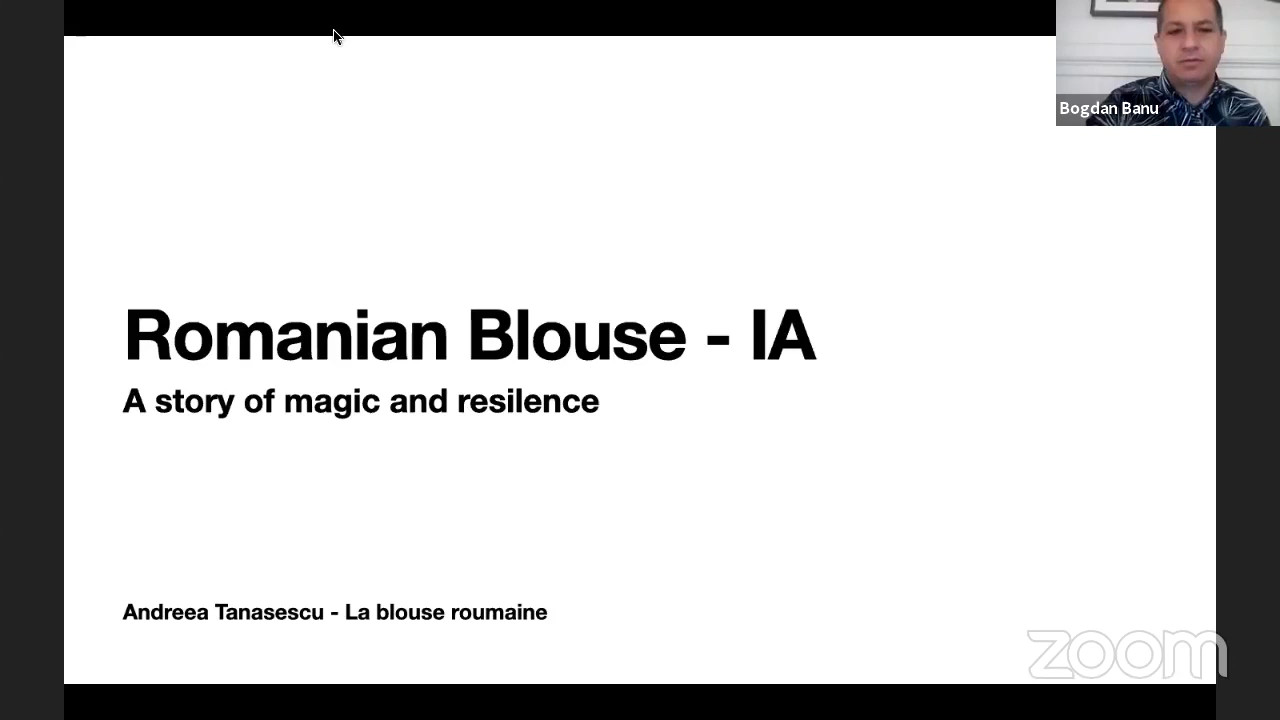 Bogdan Banu
Romanian Blouse - IA
A story of magic and resilence
Andreea Tanasescu - La blouse roumaine
zoom